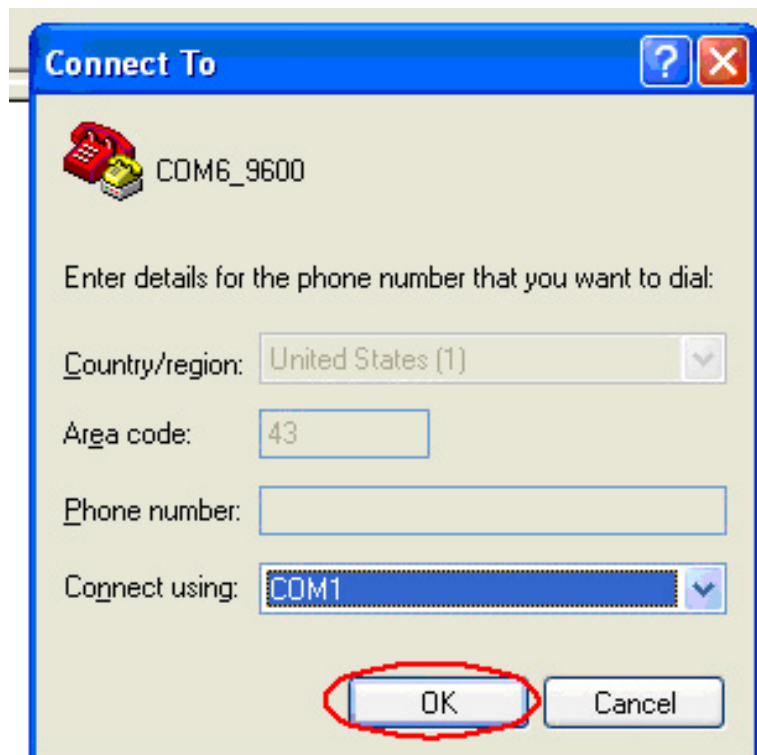 Connect To
COM6_9600
Enter details for the phone number that you want to dial:
Country/region: United States (1)
Area code: 43
Phone number:
Connect using: COM1
OK Cancel